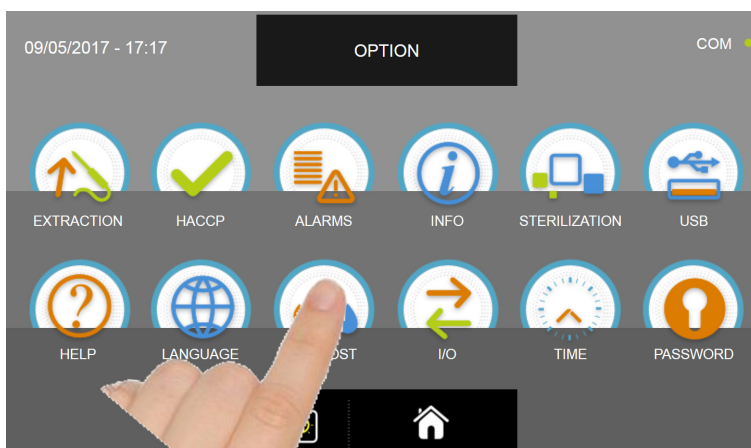 09/05/2017 - 17:17
OPTION
COM
EXTRACTION
HACCP
ALARMS
INFO
STERILIZATION
USB
HELP
LANGUAGE
I/O
TIME
PASSWORD